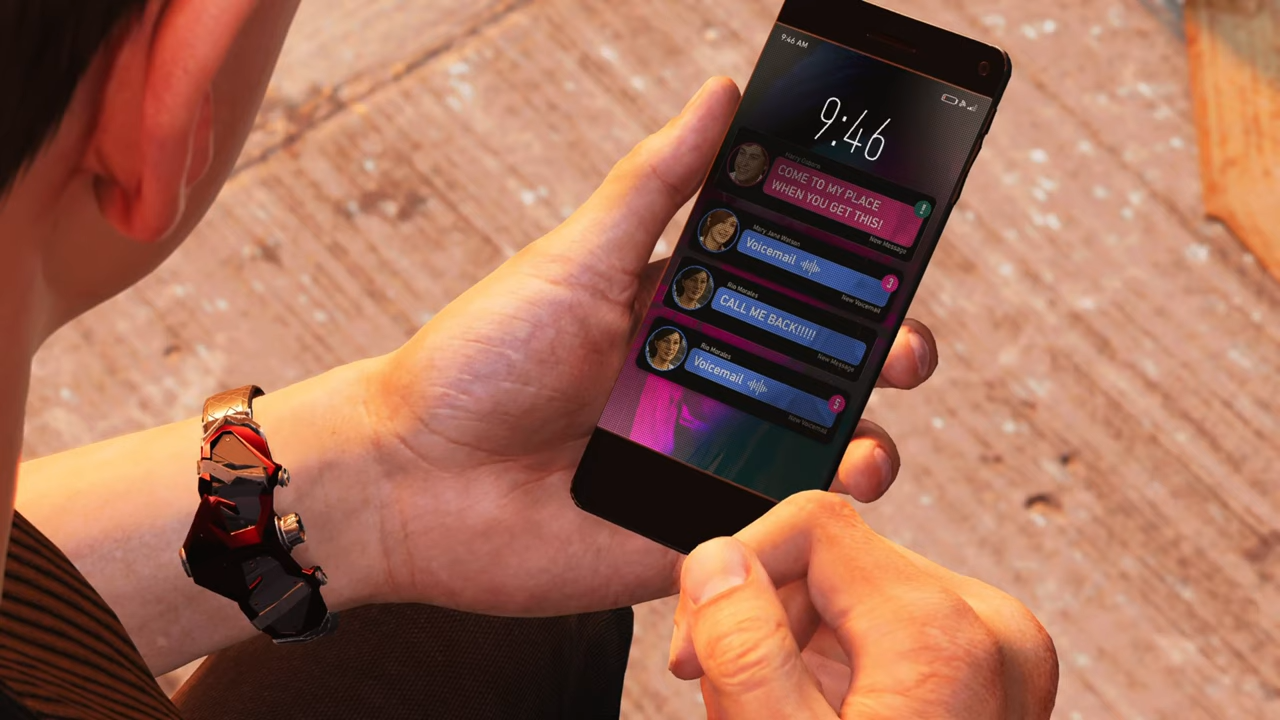 9:46 AM
9:46
Harry Osborn
COME TO MY PLACE
WHEN YOU GET THIS!
!
New Message
Mary Jane Watson
Voicemail
3
New Voicemail
Rio Morales
CALL ME BACK!!!!!
New Message
Rio Morales
Voicemail
5
New Voicemail